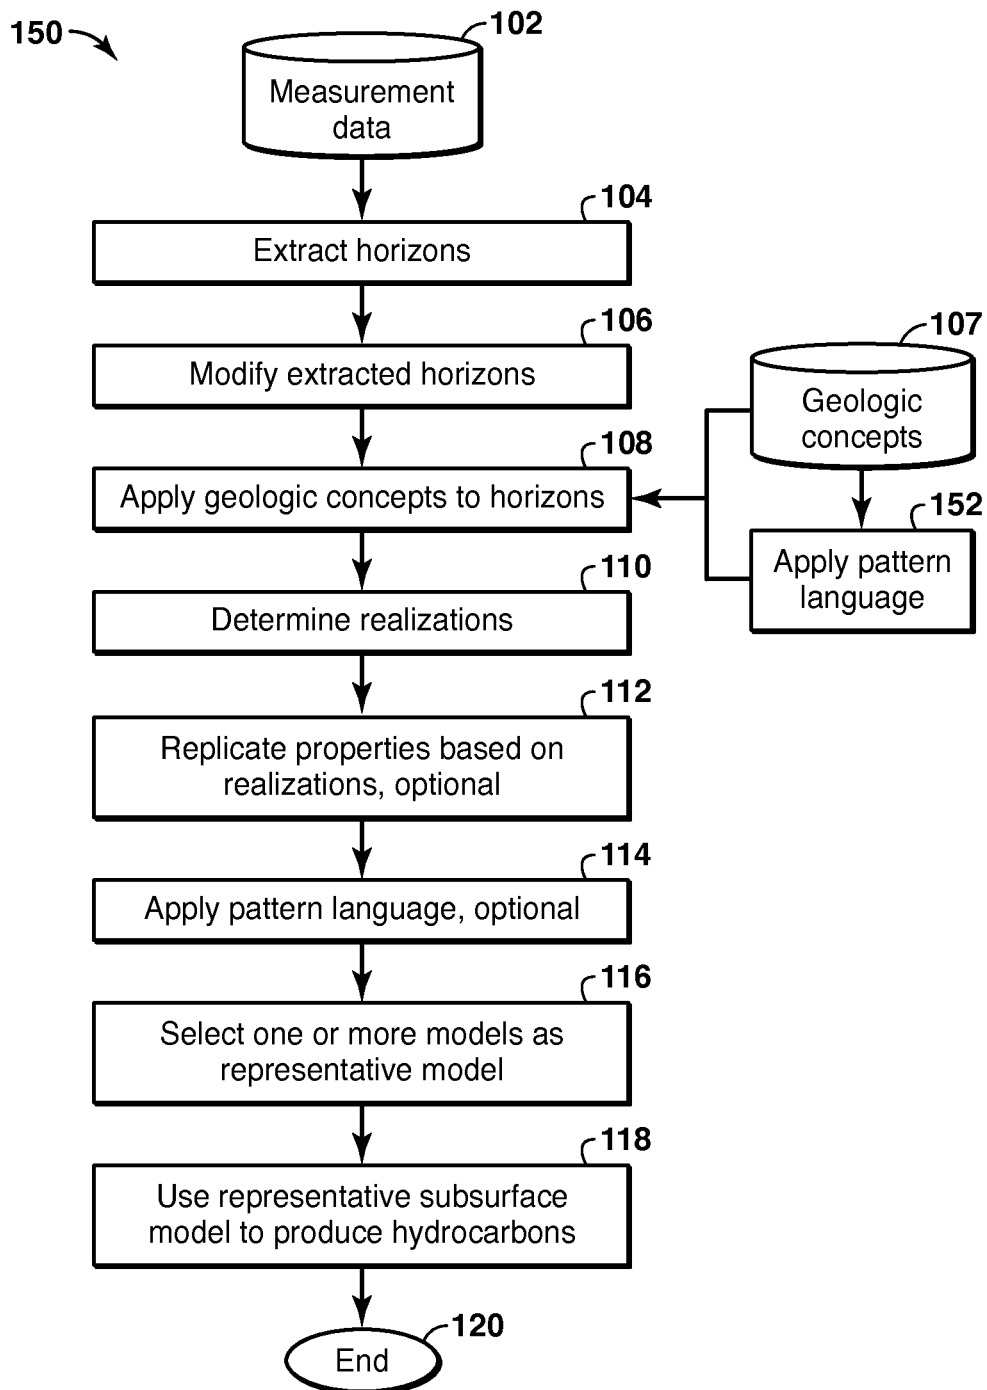 150
102
Measurement
data
104
Extract horizons
106
Modify extracted horizons
107
Geologic
concepts
108
Apply geologic concepts to horizons
152
Apply pattern
language
110
Determine realizations
112
Replicate properties based on
realizations, optional
114
Apply pattern language, optional
116
Select one or more models as
representative model
118
Use representative subsurface
model to produce hydrocarbons
120
End